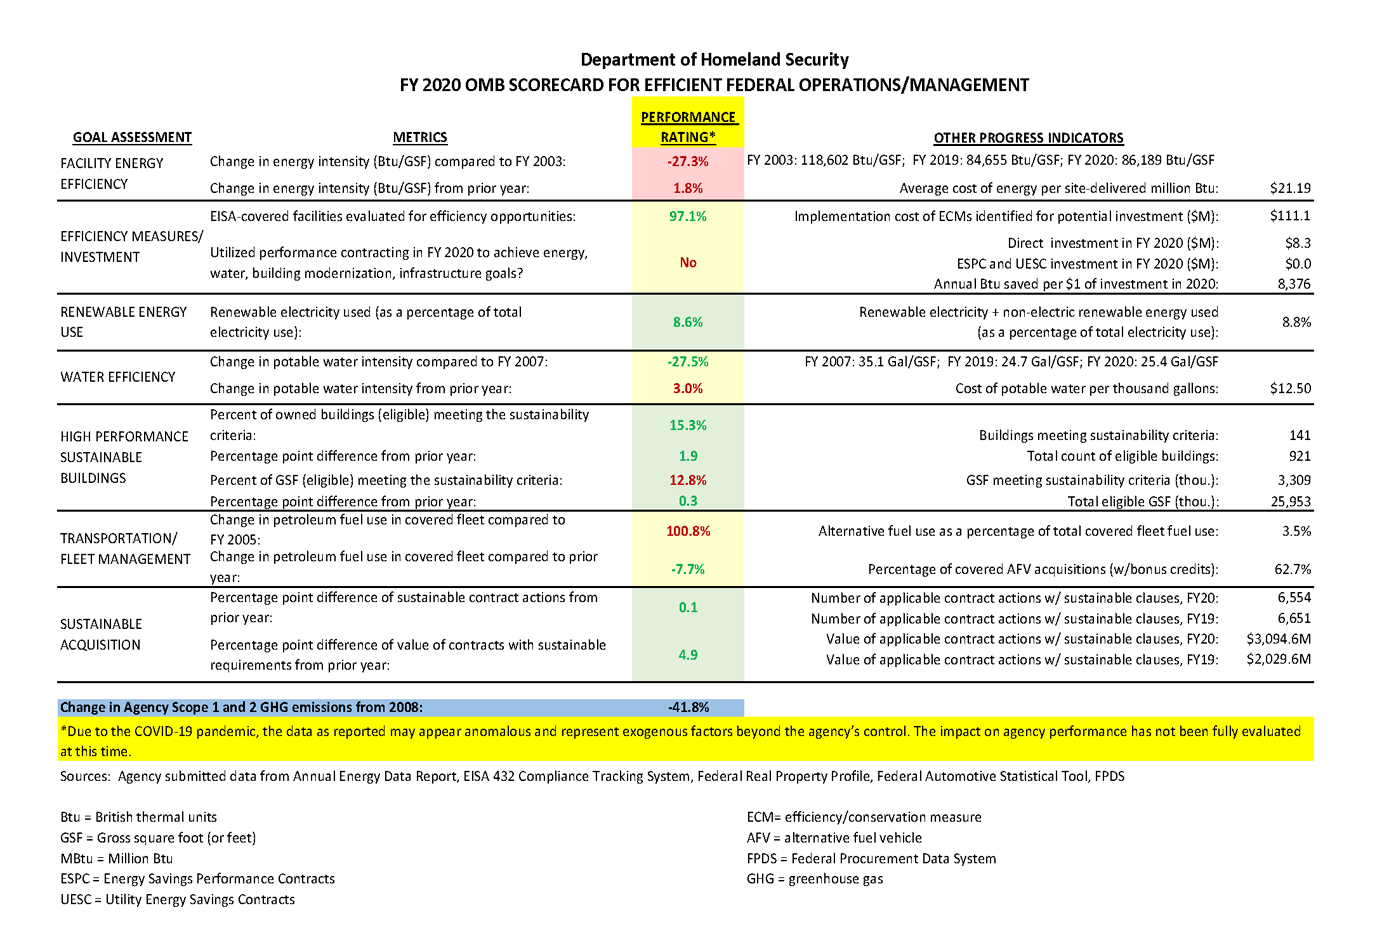 Department of Homeland Security
FY 2020 OMB SCORECARD FOR EFFICIENT FEDERAL OPERATIONS/MANAGEMENT
GOAL ASSESSMENT METRICS PERFORMANCE RATING* OTHER PROGRESS INDICATORS
FACILITY ENERGY EFFICIENCY
Change in energy intensity (Btu/GSF) compared to FY 2003: -27.3% FY 2003: 118,602 Btu/GSF; FY 2019: 84,655 Btu/GSF; FY 2020: 86,189 Btu/GSF
Change in energy intensity (Btu/GSF) from prior year: 1.8% Average cost of energy per site-delivered million Btu: $21.19
EFFICIENCY MEASURES/ INVESTMENT
EISA-covered facilities evaluated for efficiency opportunities: 97.1% Implementation cost of ECMs identified for potential investment ($M): $111.1
Utilized performance contracting in FY 2020 to achieve energy,
water, building modernization, infrastructure goals? No
Direct investment in FY 2020 ($M): $8.3
ESPC and UESC investment in FY 2020 ($M): $0.0
Annual Btu saved per $1 of investment in 2020: 8,376
RENEWABLE ENERGY USE
Renewable electricity used (as a percentage of total
electricity use): 8.6%
Renewable electricity + non-electric renewable energy used
(as a percentage of total electricity use): 8.8%
WATER EFFICIENCY
Change in potable water intensity compared to FY 2007: -27.5% FY 2007: 35.1 Gal/GSF; FY 2019: 24.7 Gal/GSF; FY 2020: 25.4 Gal/GSF
Change in potable water intensity from prior year: 3.0% Cost of potable water per thousand gallons: $12.50
HIGH PERFORMANCE SUSTAINABLE BUILDINGS
Percent of owned buildings (eligible) meeting the sustainability
criteria: 15.3% Buildings meeting sustainability criteria: 141
Percentage point difference from prior year: 1.9 Total count of eligible buildings: 921
Percent of GSF (eligible) meeting the sustainability criteria: 12.8% GSF meeting sustainability criteria (thou.): 3,309
Percentage point difference from prior year: 0.3 Total eligible GSF (thou.): 25,953
TRANSPORTATION/ FLEET MANAGEMENT
Change in petroleum fuel use in covered fleet compared to
FY 2005: 100.8% Alternative fuel use as a percentage of total covered fleet fuel use: 3.5%
Change in petroleum fuel use in covered fleet compared to prior
year: -7.7% Percentage of covered AFV acquisitions (w/bonus credits): 62.7%
SUSTAINABLE ACQUISITION
Percentage point difference of sustainable contract actions from
prior year: 0.1
Number of applicable contract actions w/ sustainable clauses, FY20: 6,554
Number of applicable contract actions w/ sustainable clauses, FY19: 6,651
Percentage point difference of value of contracts with sustainable
requirements from prior year: 4.9
Value of applicable contract actions w/ sustainable clauses, FY20: $3,094.6M
Value of applicable contract actions w/ sustainable clauses, FY19: $2,029.6M
Change in Agency Scope 1 and 2 GHG emissions from 2008: -41.8%
*Due to the COVID-19 pandemic, the data as reported may appear anomalous and represent exogenous factors beyond the agency's control. The impact on agency performance has not been fully evaluated
at this time.
Sources: Agency submitted data from Annual Energy Data Report, EISA 432 Compliance Tracking System, Federal Real Property Profile, Federal Automotive Statistical Tool, FPDS
Btu = British thermal units
GSF = Gross square foot (or feet)
MBtu = Million Btu
ESPC = Energy Savings Performance Contracts
UESC = Utility Energy Savings Contracts
ECM= efficiency/conservation measure
AFV = alternative fuel vehicle
FPDS = Federal Procurement Data System
GHG = greenhouse gas